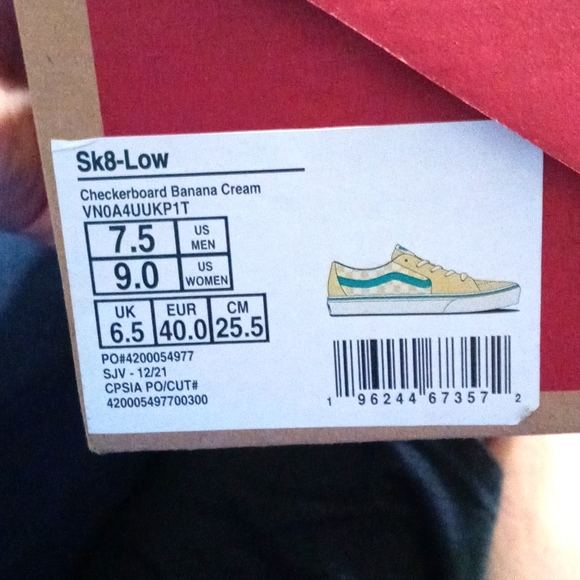 Sk8-Low
Checkerboard Banana Cream
VN0A4UUKP1T
7.5 US MEN
9.0 US WOMEN
UK EUR CM
6.5 40.0 25.5
PO#4200054977
SJV - 12/21
CPSIA PO/CUT#
420005497700300
1 96244 67357 2